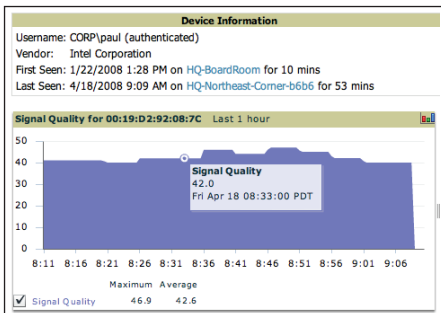 Device Information
Username: CORP\paul (authenticated)
Vendor: Intel Corporation
First Seen: 1/22/2008 1:28 PM on HQ-BoardRoom for 10 mins
Last Seen: 4/18/2008 9:09 AM on HQ-Northeast-Corner-b6b6 for 53 mins
Signal Quality for 00:19:D2:92:08:7C Last 1 hour
50
40
30
20
10
0
Signal Quality
42.0
Fri Apr 18 08:33:00 PDT
8:11 8:16 8:21 8:26 8:31 8:36 8:41 8:46 8:51 8:56 9:01 9:06
Maximum Average
Signal Quality 46.9 42.6